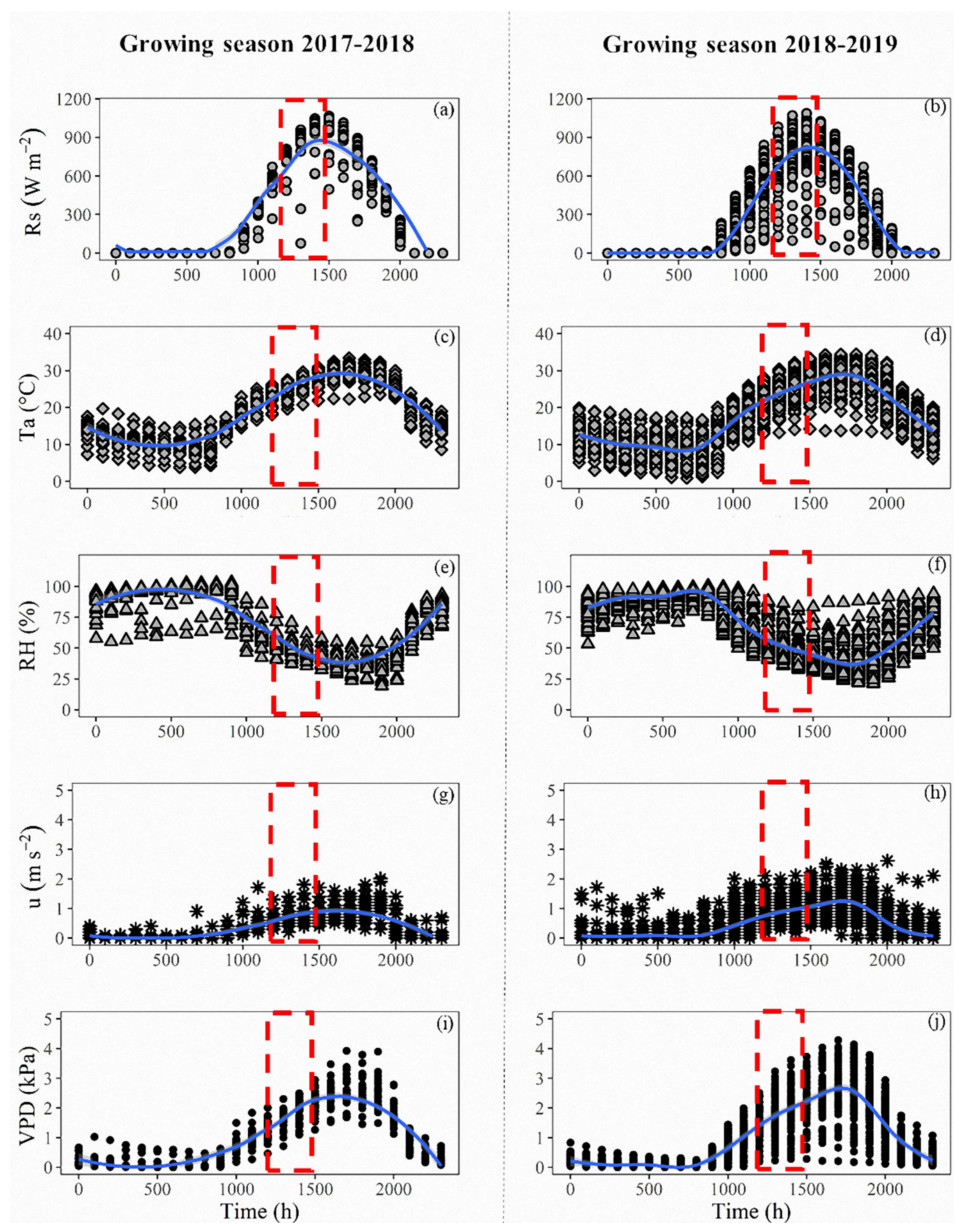 Growing season 2017-2018
Growing season 2018-2019
Rs (W m−2)
1200
900
600
300
0
(a)
0 500 1000 1500 2000
1200
900
600
300
0
(b)
0 500 1000 1500 2000
Ta (°C)
40
30
20
10
0
(c)
0 500 1000 1500 2000
40
30
20
10
0
(d)
0 500 1000 1500 2000
RH (%)
100
75
50
25
0
(e)
0 500 1000 1500 2000
100
75
50
25
0
(f)
0 500 1000 1500 2000
u (m s−2)
5
4
3
2
1
0
(g)
0 500 1000 1500 2000
5
4
3
2
1
0
(h)
0 500 1000 1500 2000
VPD (kPa)
5
4
3
2
1
0
(i)
0 500 1000 1500 2000
Time (h)
5
4
3
2
1
0
(j)
0 500 1000 1500 2000
Time (h)